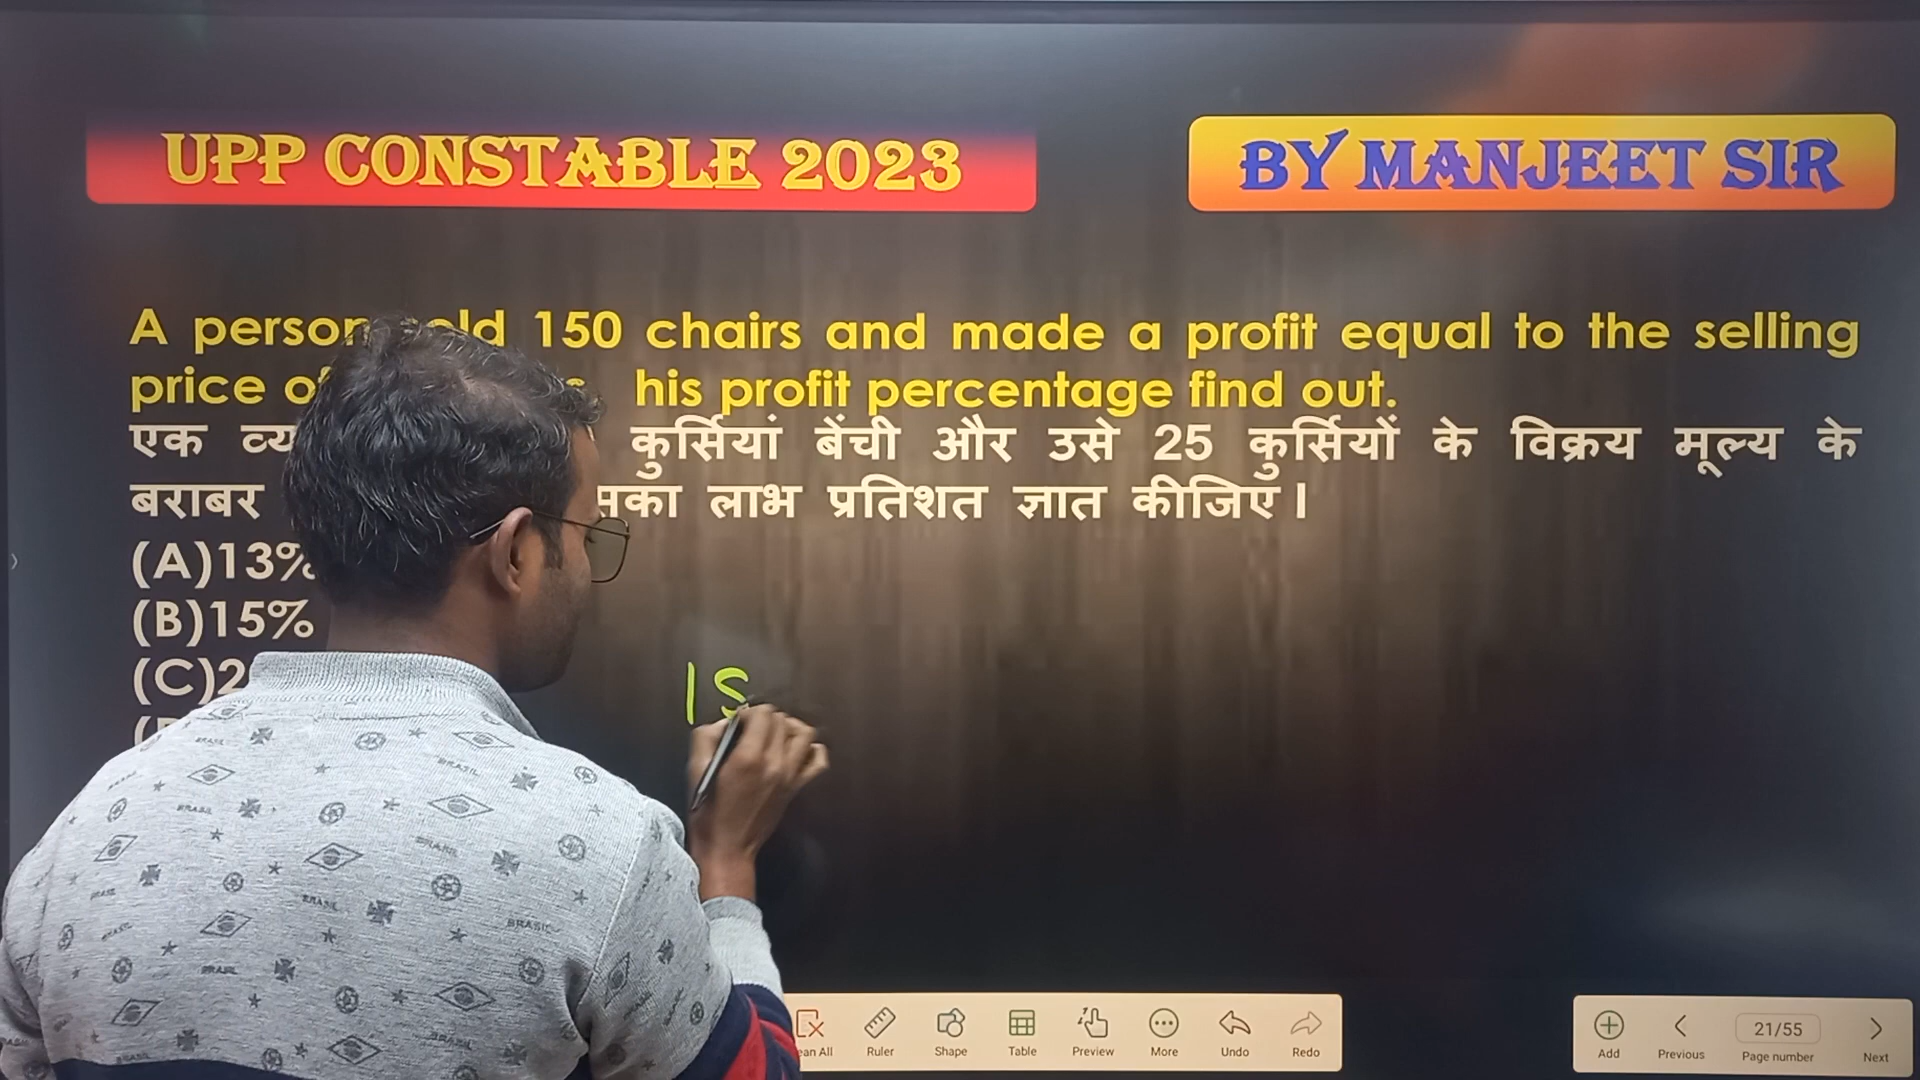 UPP CONSTABLE 2023
BY MANJEET SIR
A person 150 chairs and made a profit equal to the selling
price his profit percentage find out.
एक कुर्सियां बेंची और उसे 25 कुर्सियों के विक्रय मूल्य के
बराबर लाभ प्रतिशत ज्ञात कीजिए।
(A)13%
(B)15%
(C)2
15
Ruler Shape Table Preview More Undo Redo
Add Previous 21/55 Page number Next
BRASIL